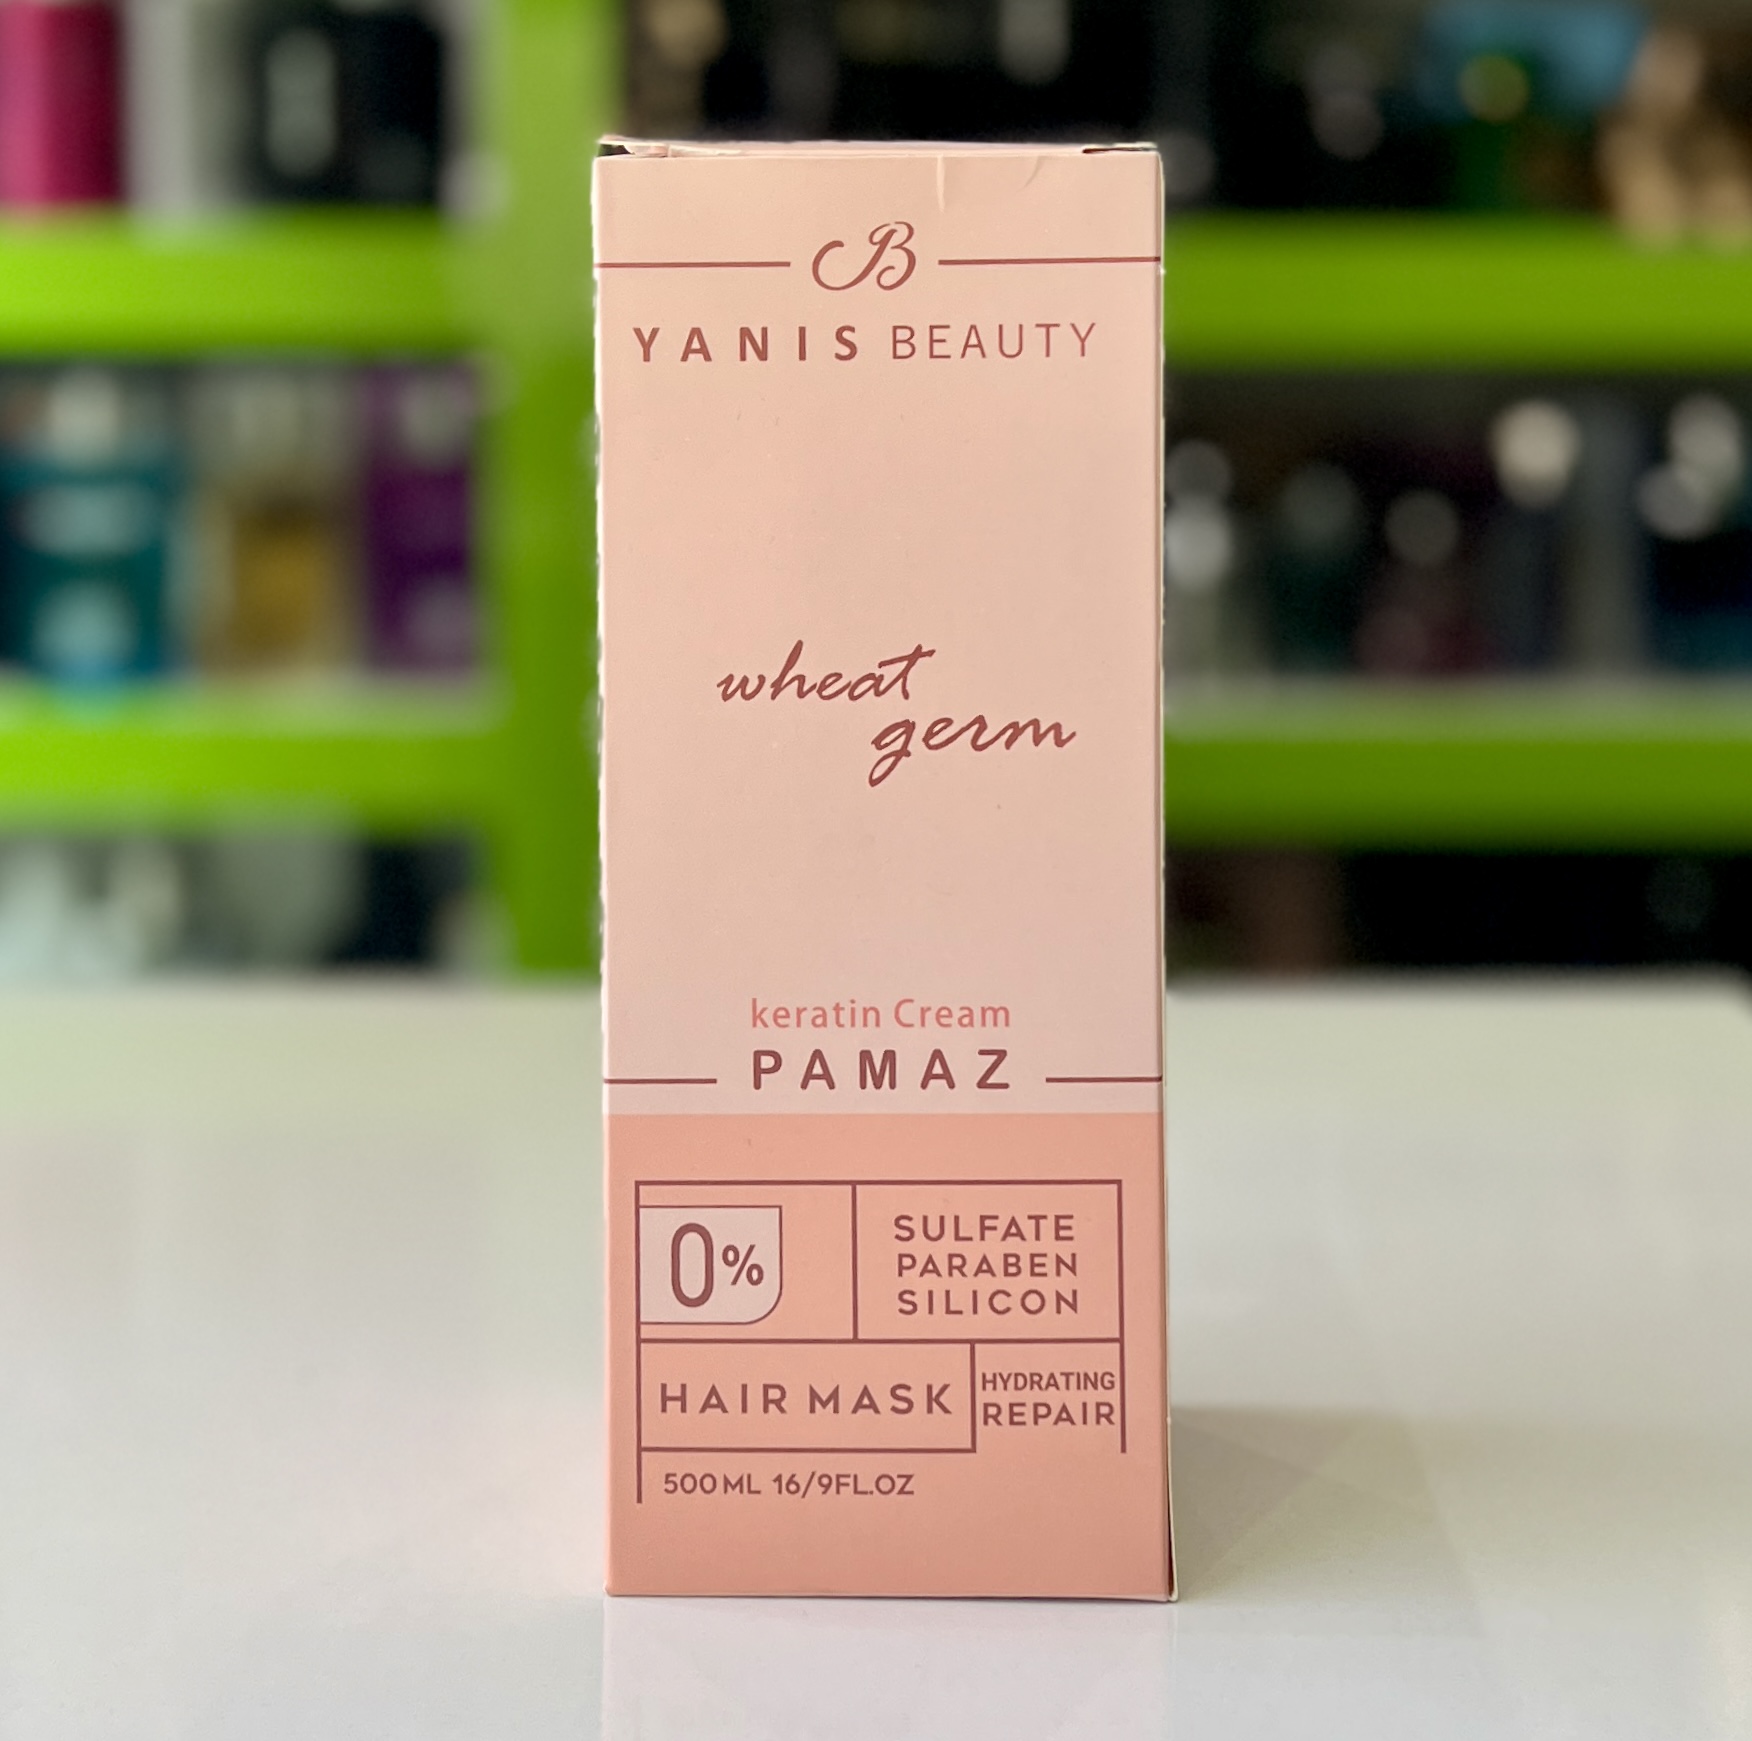 B
YANIS BEAUTY
wheat
germ
keratin Cream
PAMAZ
0%
SULFATE
PARABEN
SILICON
HAIR MASK
HYDRATING
REPAIR
500ML 16/9FL.OZ